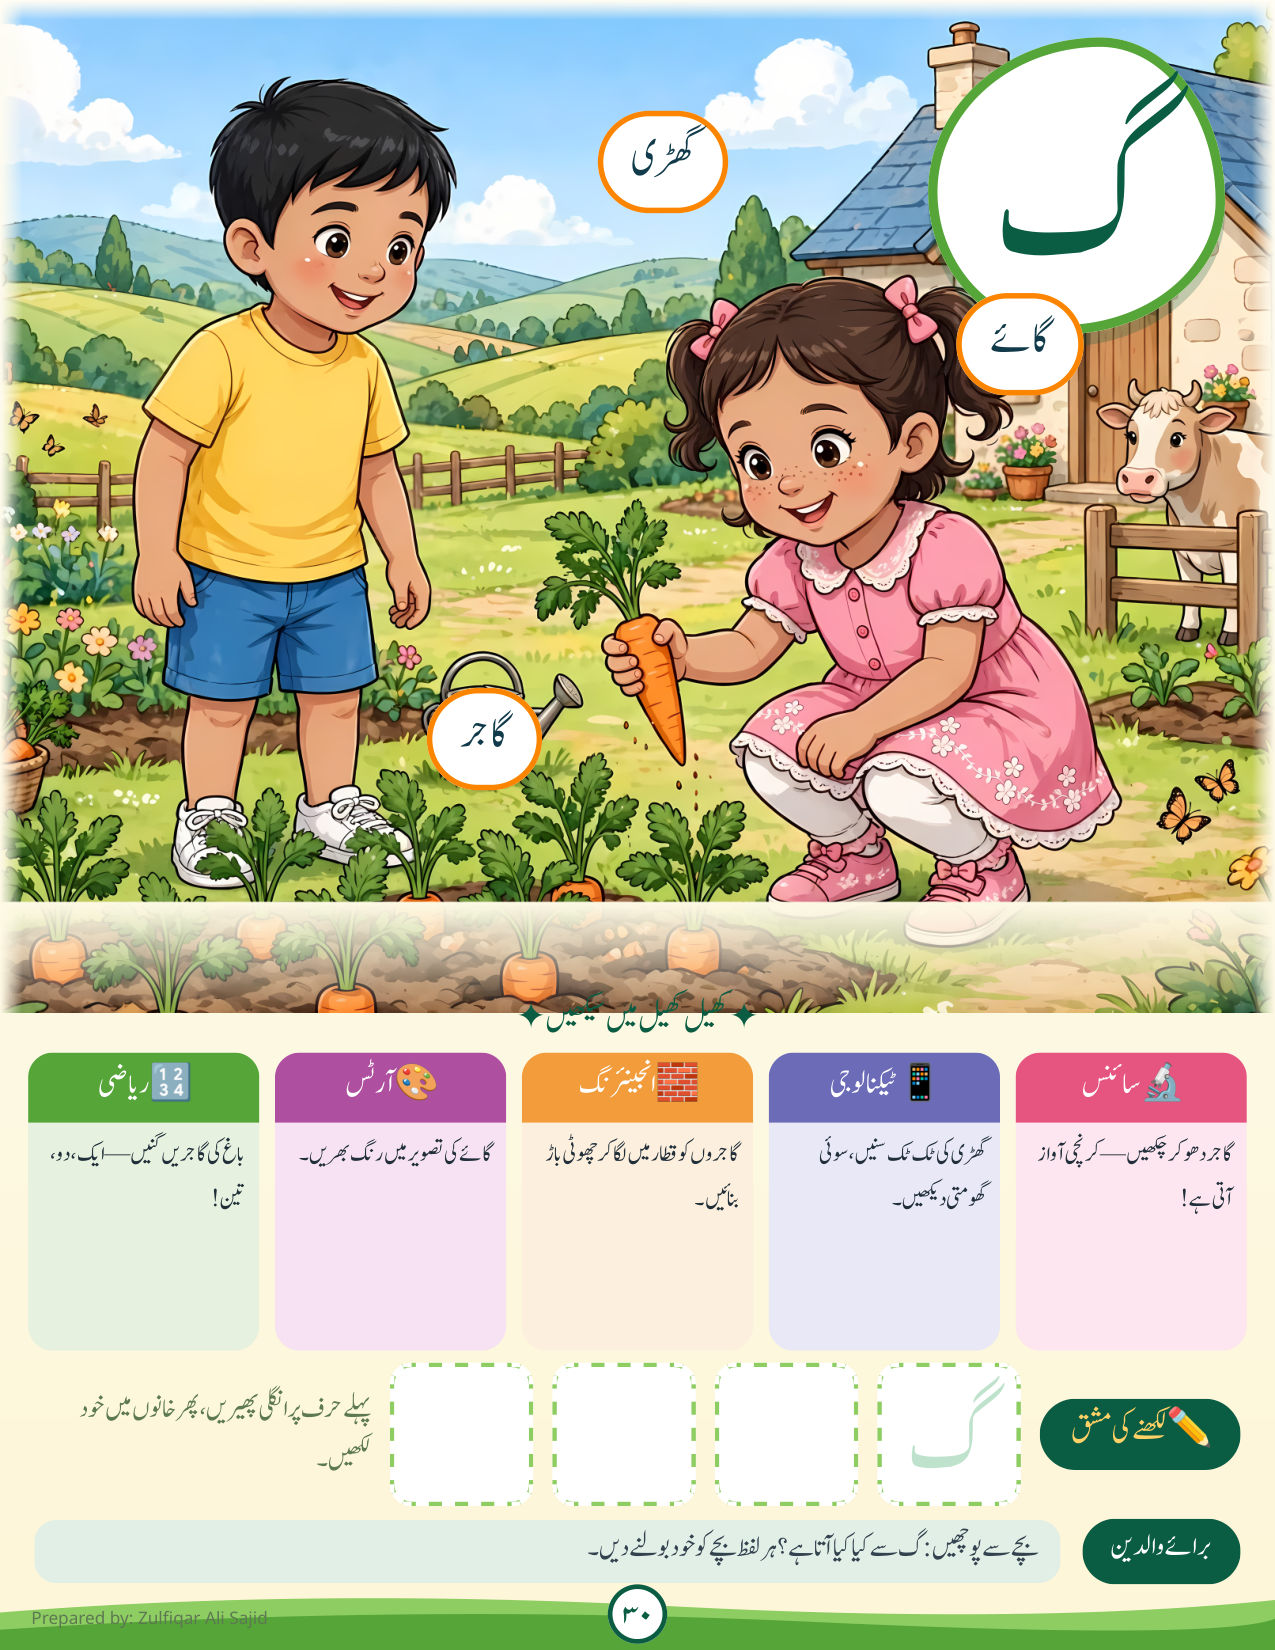 گ
گھڑی
گائے
گاجر
✦ کھیل کھیل میں سیکھیں ✦
🔬 سائنس
گاجر دھو کر چکھیں — کرنچی آواز
آتی ہے!
📱 ٹیکنالوجی
گھڑی کی ٹک ٹک سنیں، سوئی
گھومتی دیکھیں۔
🧱 انجینئرنگ
گاجروں کو قطار میں لگا کر چھوٹی باڑ
بنائیں۔
🎨 آرٹس
گائے کی تصویر میں رنگ بھریں۔
🔢 ریاضی
باغ کی گاجریں گنیں — ایک، دو،
تین!
✏️ لکھنے کی مشق
گ
پہلے حرف پر انگلی پھیریں، پھر خانوں میں خود
لکھیں۔
برائے والدین
بچے سے پوچھیں: گ سے کیا کیا آتا ہے؟ ہر لفظ بچے کو خود بولنے دیں۔
Prepared by: Zulfiqar Ali Sajid
۳۰